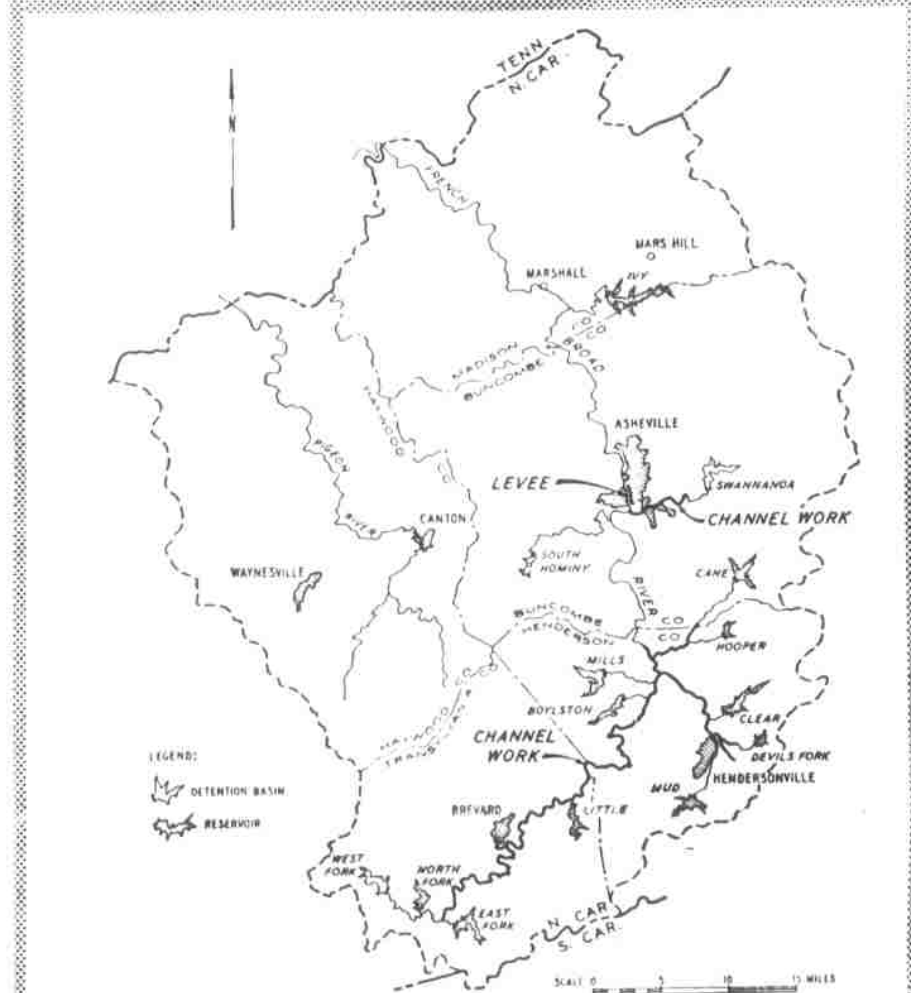 TENN
N. CAR.
N
FRENCH
MARS HILL
MARSHALL
IVY
CO
CO
BROAD
MADISON
BUNCOMBE
HAYWOOD
CO
ASHEVILLE
PIGEON
RIVER
LEVEE
SWANNANOA
CHANNEL WORK
CANTON
SOUTH
HOMINY
WAYNESVILLE
CANE
RIVER
BUNCOMBE
HENDERSON
CO
CO
HOOPER
MILLS
BOYLSTON
CLEAR
HAYWOOD
CO
CO
CHANNEL
WORK
DEVILS FORK
HENDERSONVILLE
LEGEND:
DETENTION BASIN
RESERVOIR
MUD
BREVARD
LITTLE
WEST
FORK
NORTH
FORK
EAST
FORK
N. CAR.
S. CAR.
SCALE 0 5 10 15 MILES